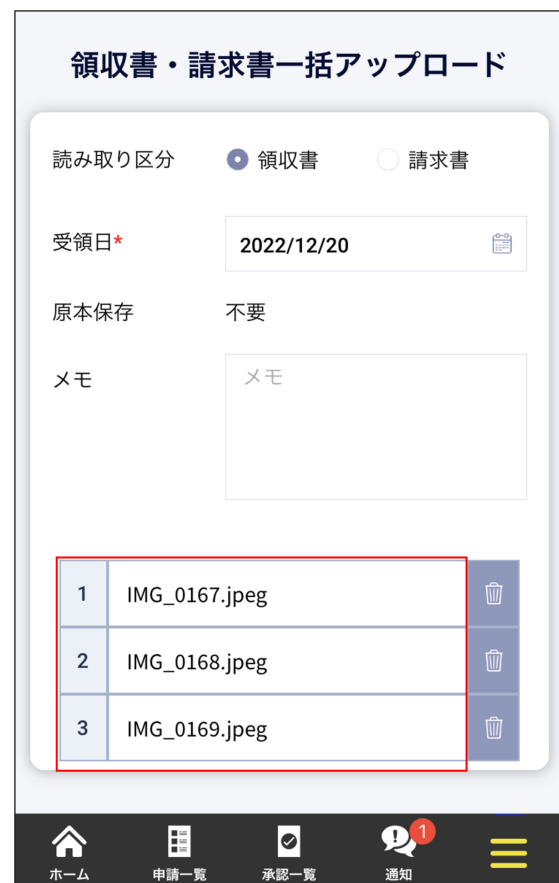 領収書・請求書一括アップロード
読み取り区分 領収書 請求書
受領日* 2022/12/20
原本保存 不要
メモ メモ
1 IMG_0167.jpeg
2 IMG_0168.jpeg
3 IMG_0169.jpeg
1
ホーム 申請一覧 承認一覧 通知